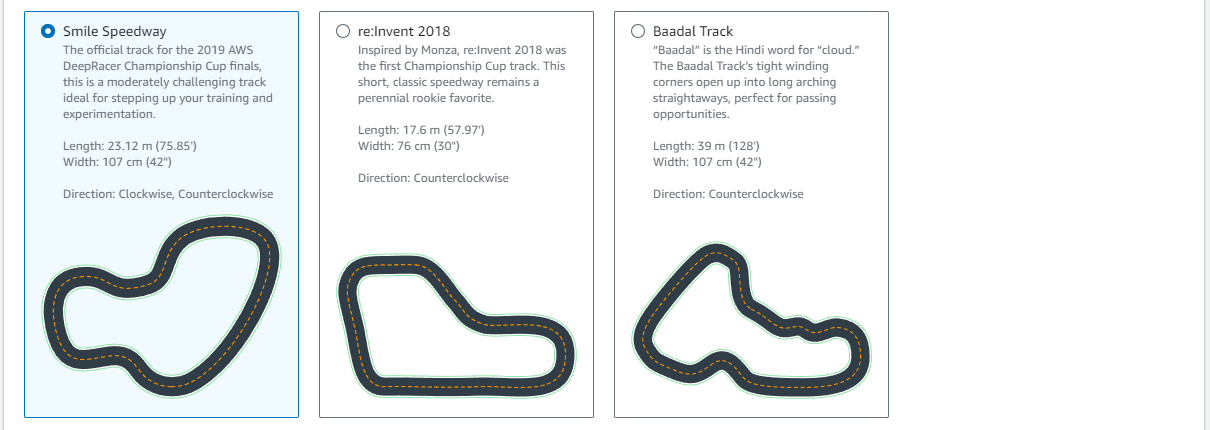 Smile Speedway
The official track for the 2019 AWS
DeepRacer Championship Cup finals,
this is a moderately challenging track
ideal for stepping up your training and
experimentation.
Length: 23.12 m (75.85')
Width: 107 cm (42")
Direction: Clockwise, Counterclockwise
re:Invent 2018
Inspired by Monza, re:Invent 2018 was
the first Championship Cup track. This
short, classic speedway remains a
perennial rookie favorite.
Length: 17.6 m (57.97')
Width: 76 cm (30")
Direction: Counterclockwise
Baadal Track
“Baadal” is the Hindi word for “cloud.”
The Baadal Track’s tight winding
corners open up into long arching
straightaways, perfect for passing
opportunities.
Length: 39 m (128')
Width: 107 cm (42")
Direction: Counterclockwise